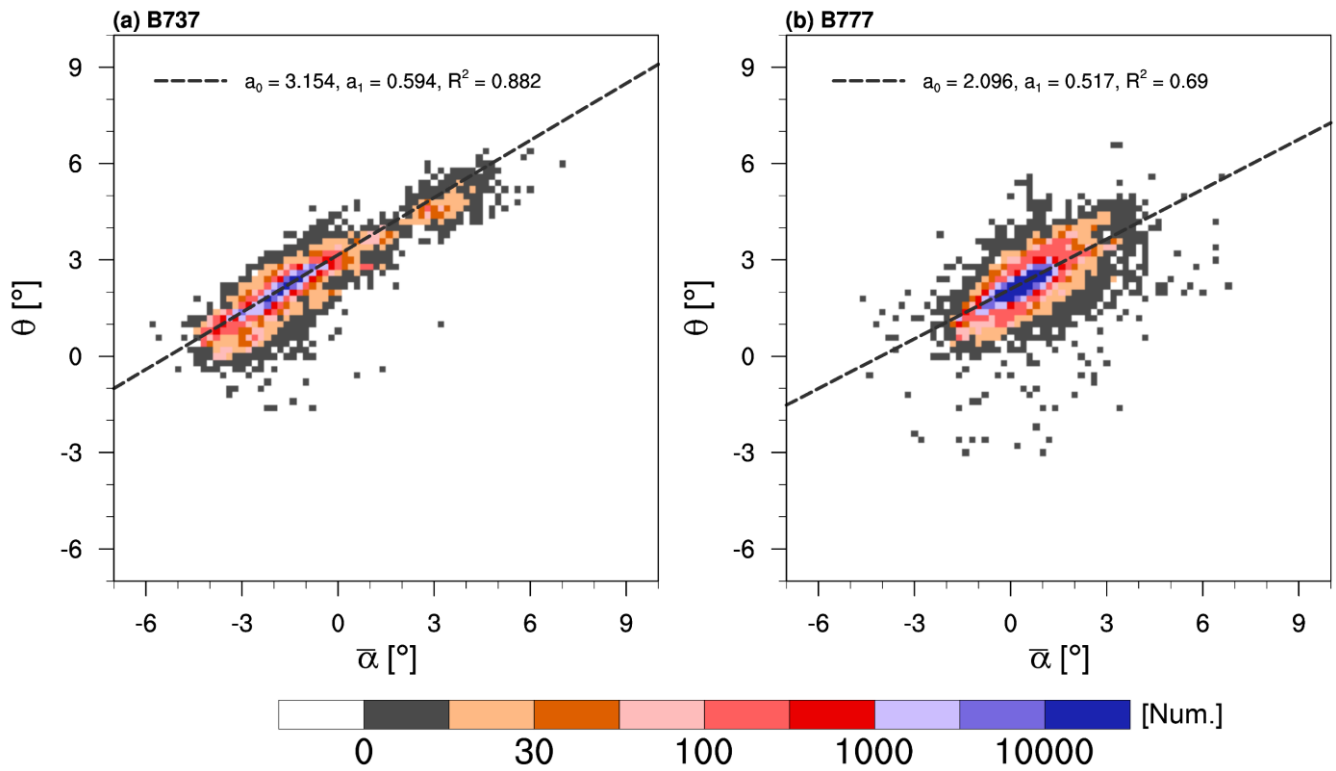 (a) B737
(b) B777
a₀ = 3.154, a₁ = 0.594, R² = 0.882
a₀ = 2.096, a₁ = 0.517, R² = 0.69
9
6
3
0
-3
-6
θ [°]
9
6
3
0
-3
-6
θ [°]
-6 -3 0 3 6 9
-6 -3 0 3 6 9
α̅ [°]
α̅ [°]
[Num.]
0 30 100 1000 10000